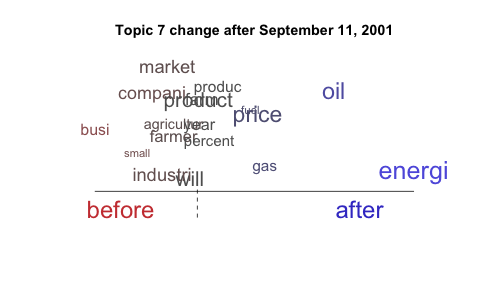 Topic 7 change after September 11, 2001
market
produc
oil
compani
product
farm
fuel
price
agricultur
year
busi
farmer
percent
small
gas
industri
will
energi
before
after